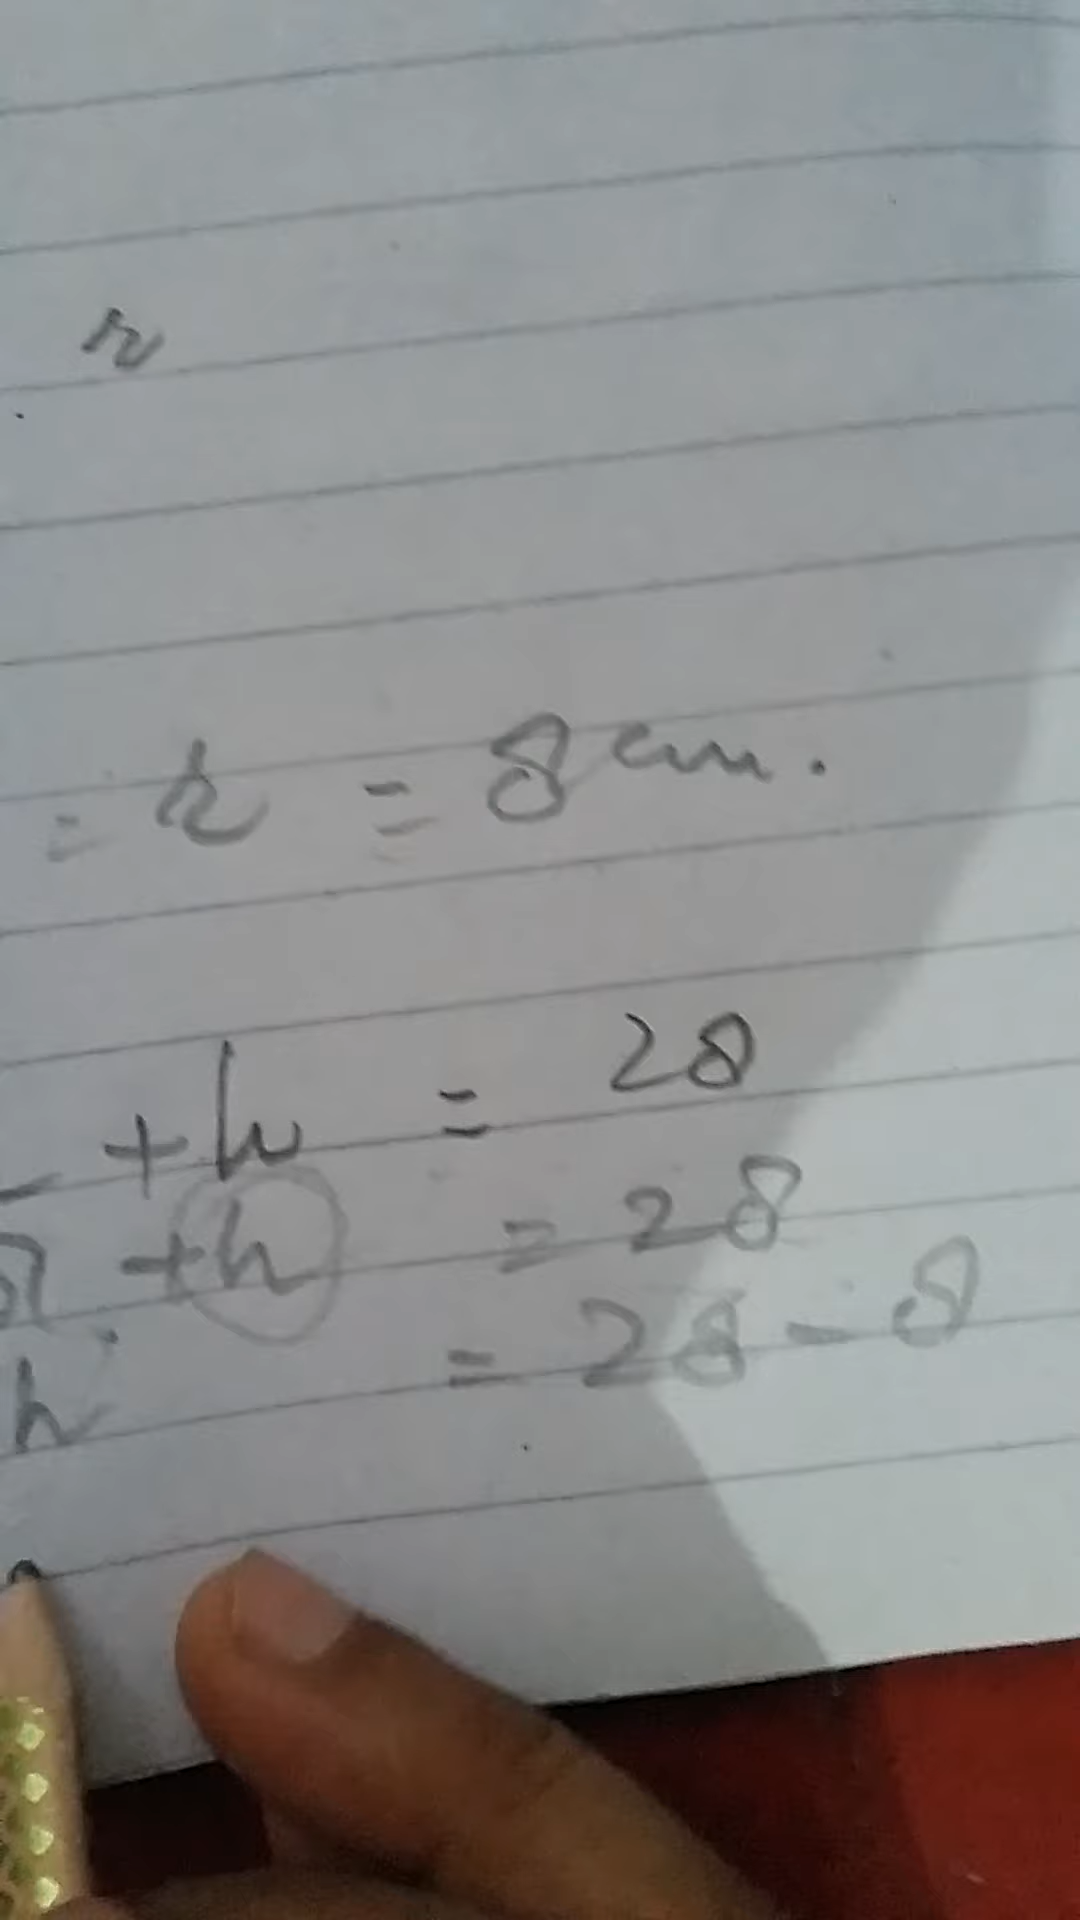 r
= r = 8 cm.
+ h = 28
+ h = 28
h = 28 - 8